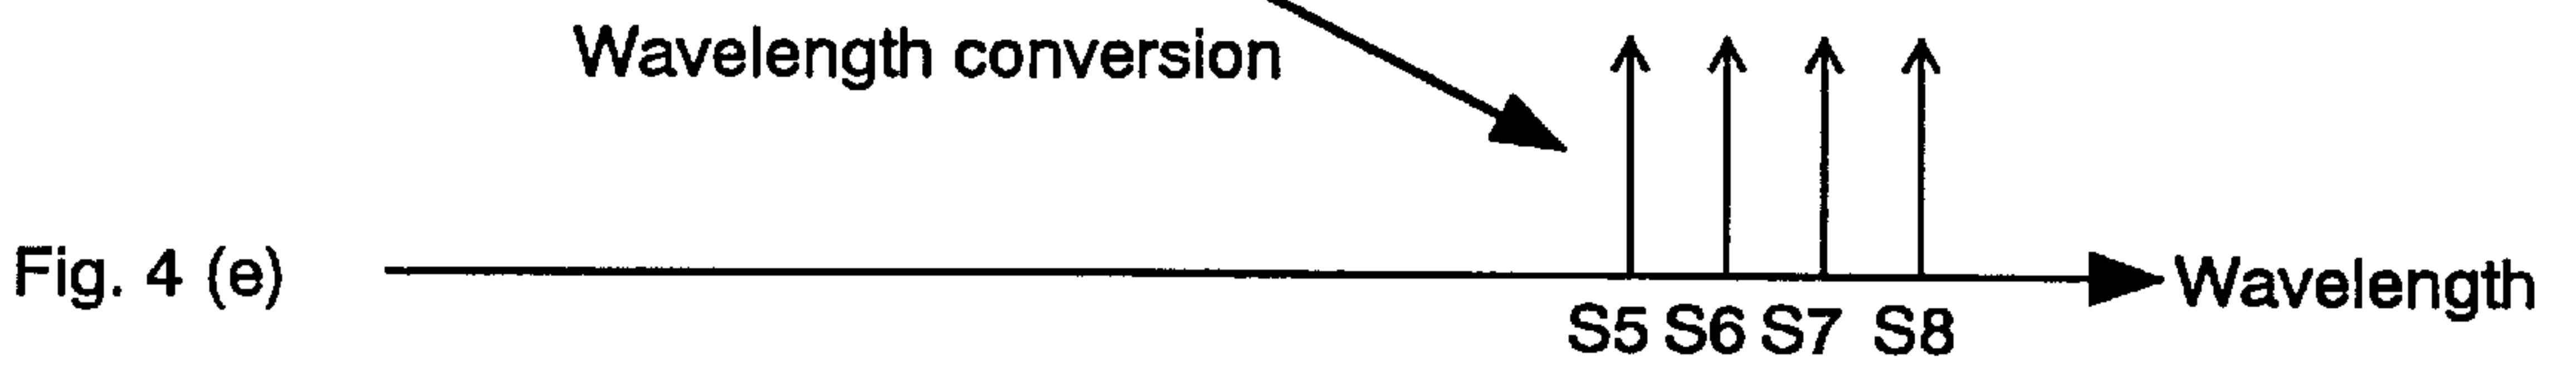 Wavelength conversion
Fig. 4 (e)
Wavelength
S5 S6 S7 S8